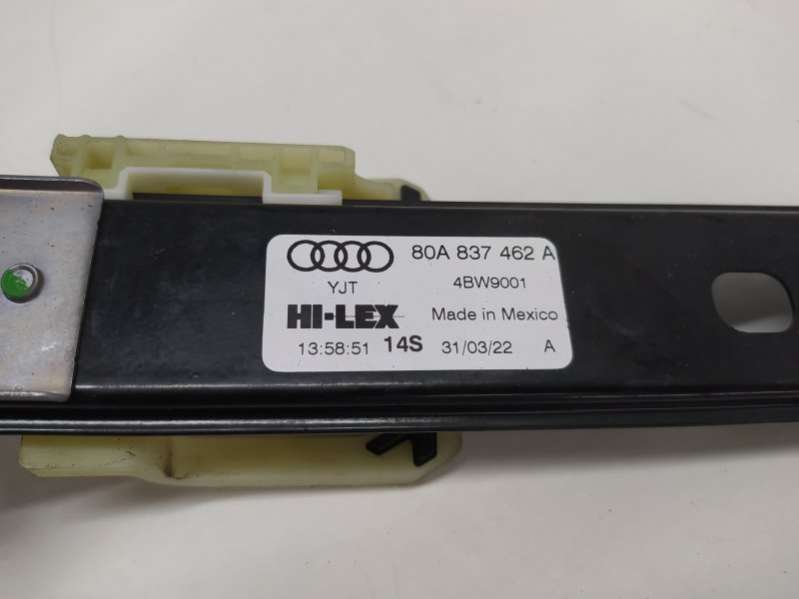 80A 837 462 A
YJT 4BW9001
HI-LEX Made in Mexico
13:58:51 14S 31/03/22 A